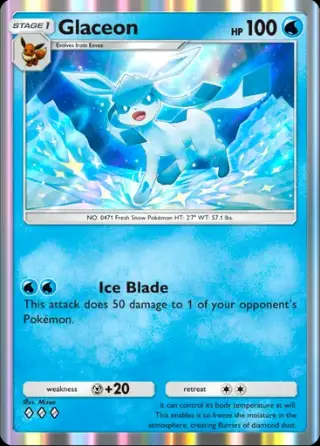 STAGE 1 Glaceon HP 100
Evolves from Eevee
NO. 0471 Fresh Snow Pokémon HT: 2'7" WT: 57.1 lbs.
Ice Blade
This attack does 50 damage to 1 of your opponent's
Pokémon.
weakness +20 retreat
Illus. Mizue
It can control its body temperature at will.
This enables it to freeze the moisture in the
atmosphere, creating flurries of diamond dust.